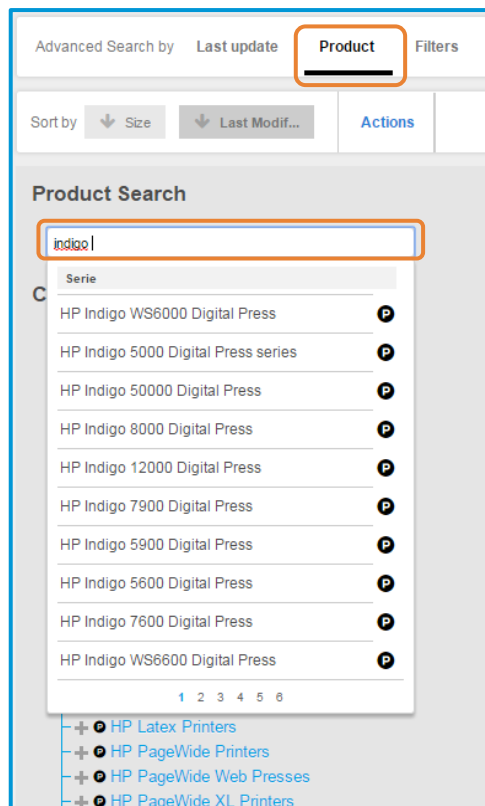 Advanced Search by Last update Product Filters
Sort by Size Last Modif... Actions
Product Search
indigo
C
Serie
HP Indigo WS6000 Digital Press P
HP Indigo 5000 Digital Press series P
HP Indigo 50000 Digital Press P
HP Indigo 8000 Digital Press P
HP Indigo 12000 Digital Press P
HP Indigo 7900 Digital Press P
HP Indigo 5900 Digital Press P
HP Indigo 5600 Digital Press P
HP Indigo 7600 Digital Press P
HP Indigo WS6600 Digital Press P
1 2 3 4 5 6
P HP Latex Printers
P HP PageWide Printers
P HP PageWide Web Presses
P HP PageWide XL Printers